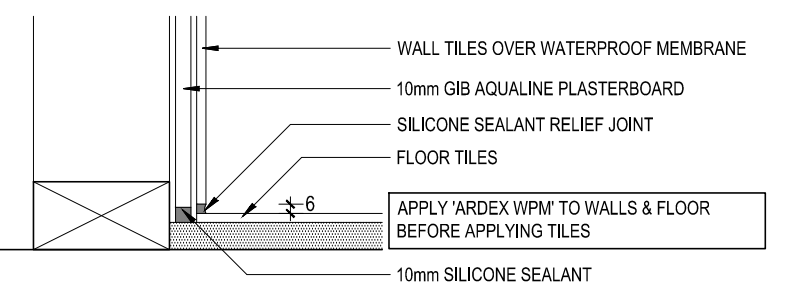 WALL TILES OVER WATERPROOF MEMBRANE
10mm GIB AQUALINE PLASTERBOARD
SILICONE SEALANT RELIEF JOINT
FLOOR TILES
6
APPLY 'ARDEX WPM' TO WALLS & FLOOR
BEFORE APPLYING TILES
10mm SILICONE SEALANT